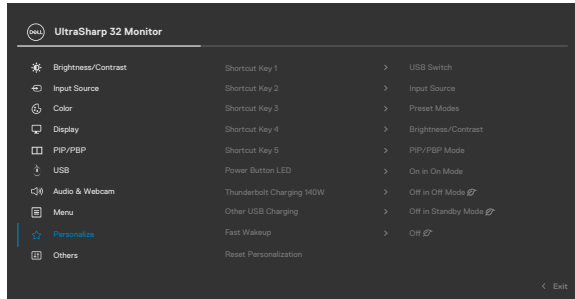 DELL UltraSharp 32 Monitor
Brightness/Contrast Shortcut Key 1 > USB Switch
Input Source Shortcut Key 2 > Input Source
Color Shortcut Key 3 > Preset Modes
Display Shortcut Key 4 > Brightness/Contrast
PIP/PBP Shortcut Key 5 > PIP/PBP Mode
USB Power Button LED > On in On Mode
Audio & Webcam Thunderbolt Charging 140W > Off in Off Mode
Menu Other USB Charging > Off in Standby Mode
Personalize Fast Wakeup > Off
Others Reset Personalization
< Exit